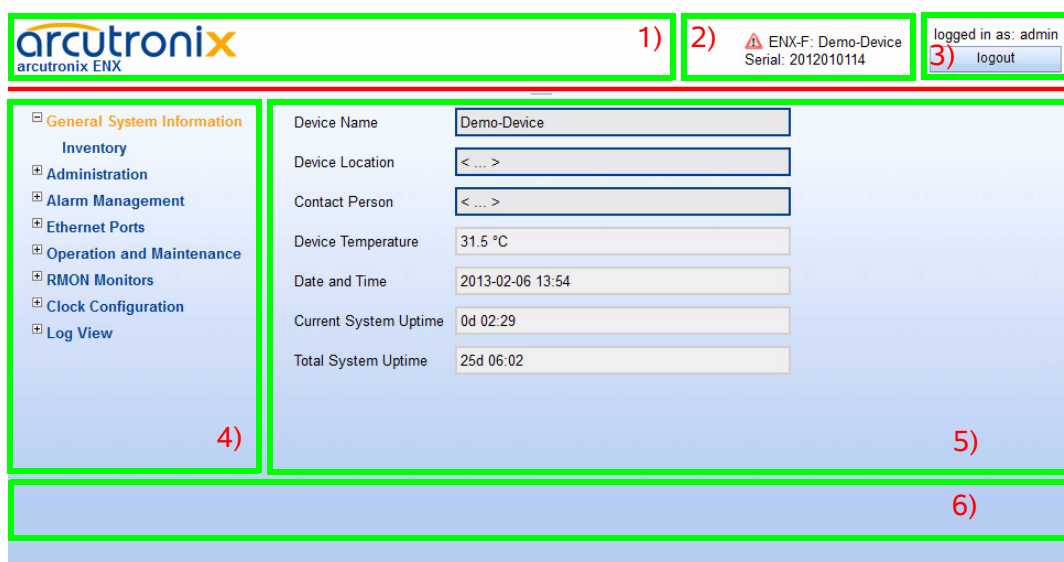 arcutronix
arcutronix ENX
1)
2)
ENX-F: Demo-Device
Serial: 2012010114
logged in as: admin
3)
logout
General System Information
Inventory
Administration
Alarm Management
Ethernet Ports
Operation and Maintenance
RMON Monitors
Clock Configuration
Log View
4)
Device Name Demo-Device
Device Location < ... >
Contact Person < ... >
Device Temperature 31.5 °C
Date and Time 2013-02-06 13:54
Current System Uptime 0d 02:29
Total System Uptime 25d 06:02
5)
6)